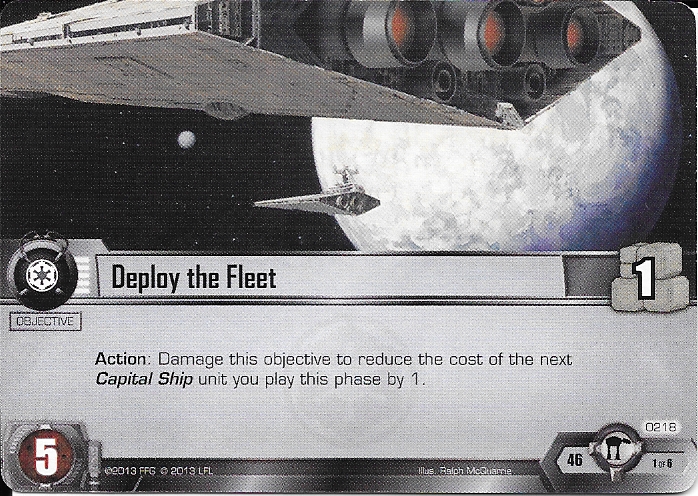 Deploy the Fleet
1
OBJECTIVE
Action: Damage this objective to reduce the cost of the next
Capital Ship unit you play this phase by 1.
5
©2013 FFG © 2013 LFL
Illus. Ralph McQuarrie
0218
46
1 OF 6